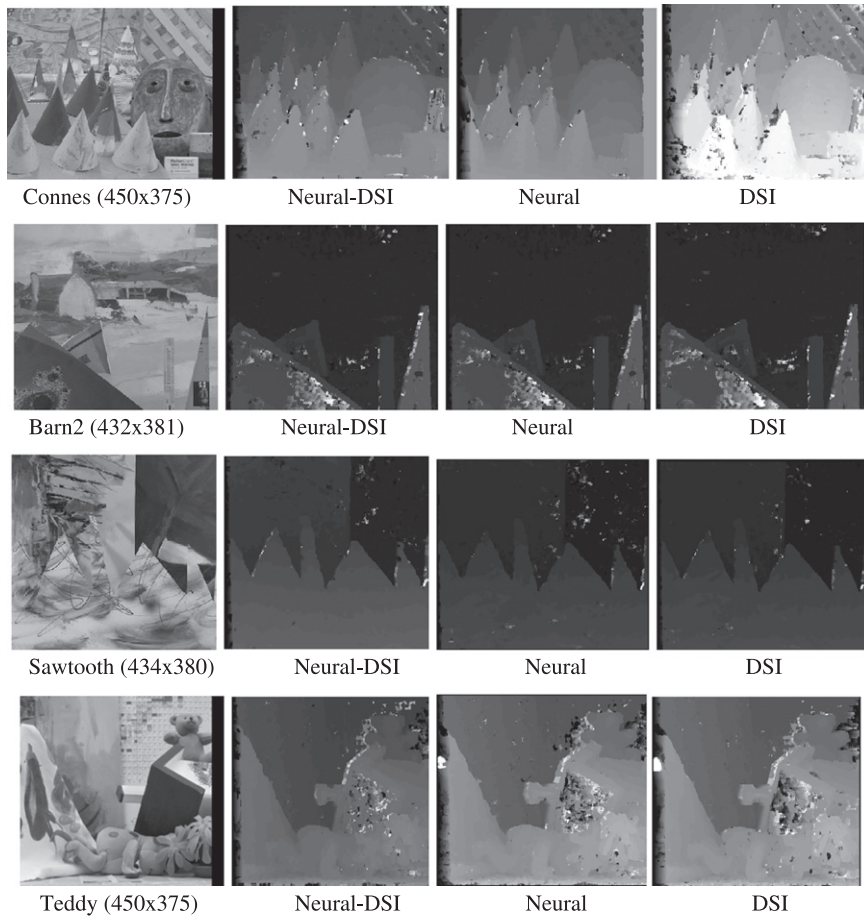 Connes (450x375) Neural-DSI Neural DSI
Barn2 (432x381) Neural-DSI Neural DSI
Sawtooth (434x380) Neural-DSI Neural DSI
Teddy (450x375) Neural-DSI Neural DSI